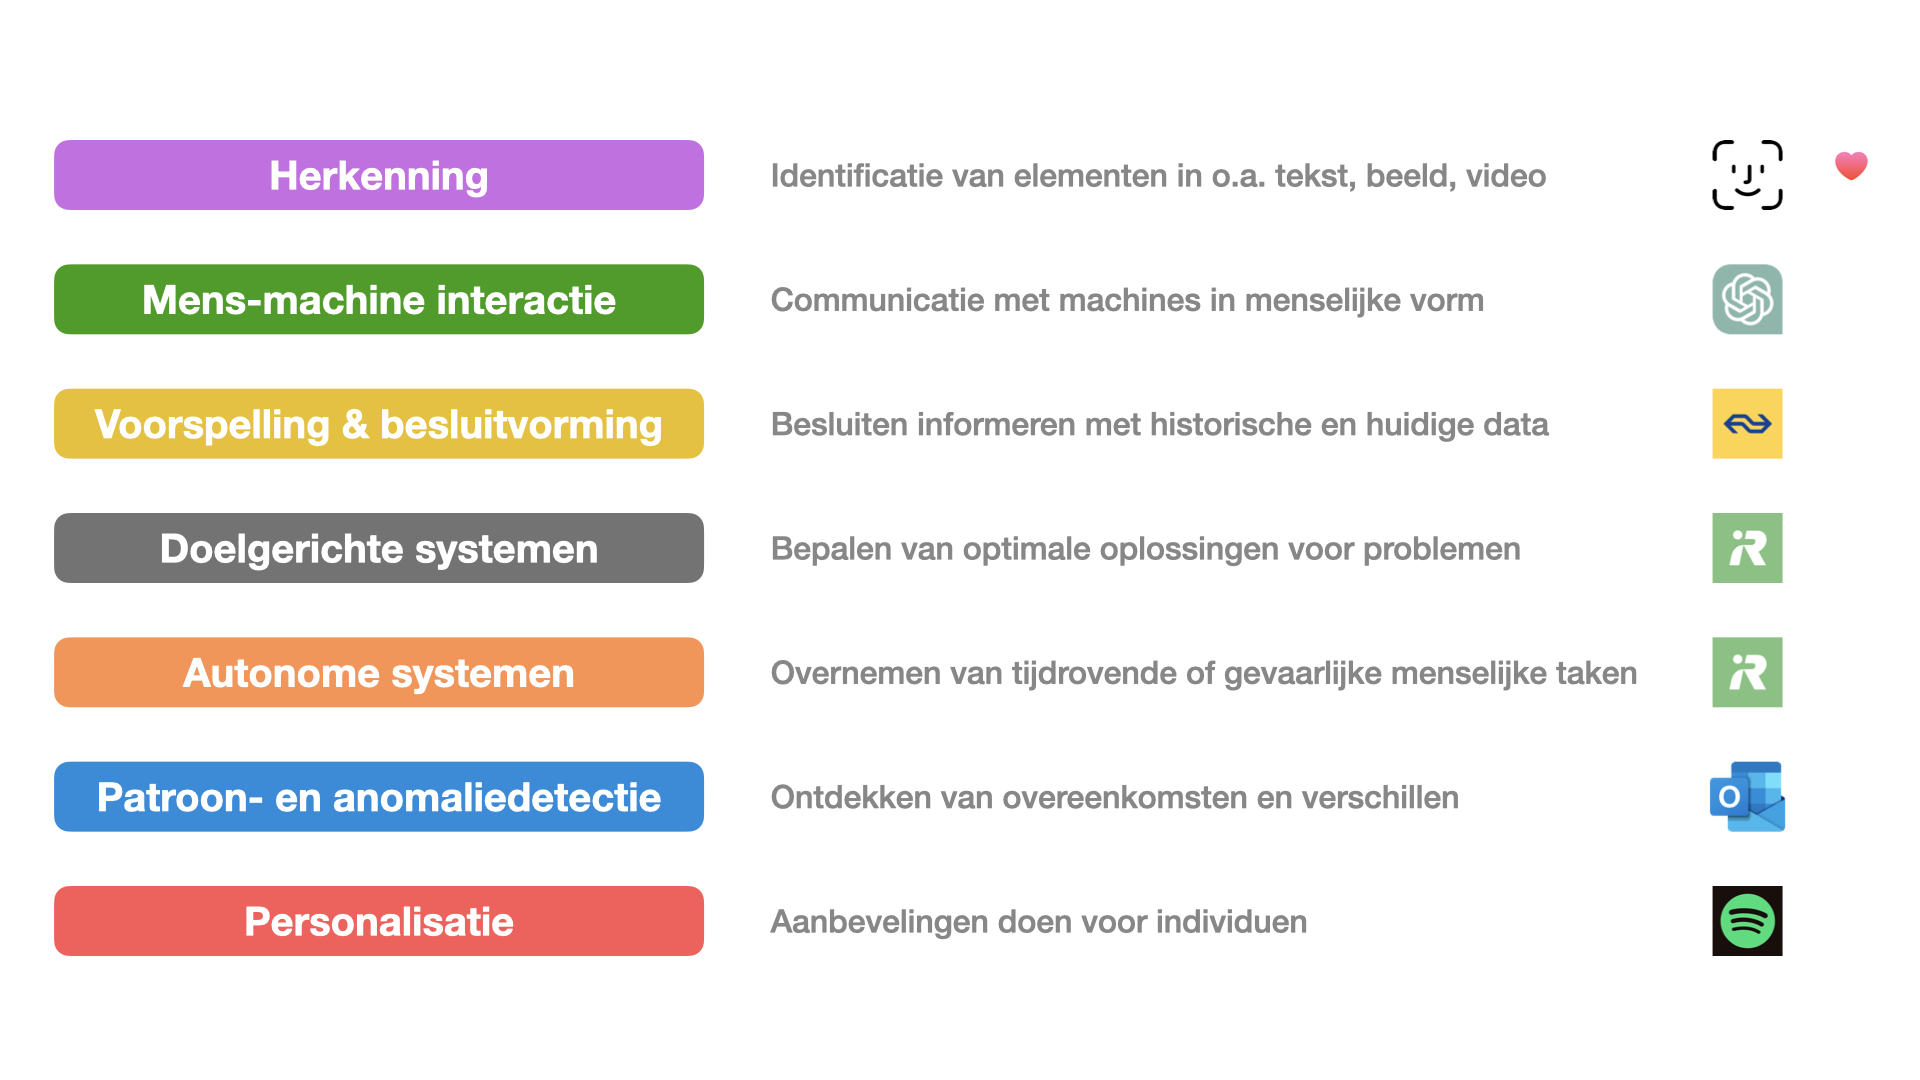 Herkenning
Identificatie van elementen in o.a. tekst, beeld, video
Mens-machine interactie
Communicatie met machines in menselijke vorm
Voorspelling & besluitvorming
Besluiten informeren met historische en huidige data
Doelgerichte systemen
Bepalen van optimale oplossingen voor problemen
iR
Autonome systemen
Overnemen van tijdrovende of gevaarlijke menselijke taken
iR
Patroon- en anomaliedetectie
Ontdekken van overeenkomsten en verschillen
O
Personalisatie
Aanbevelingen doen voor individuen